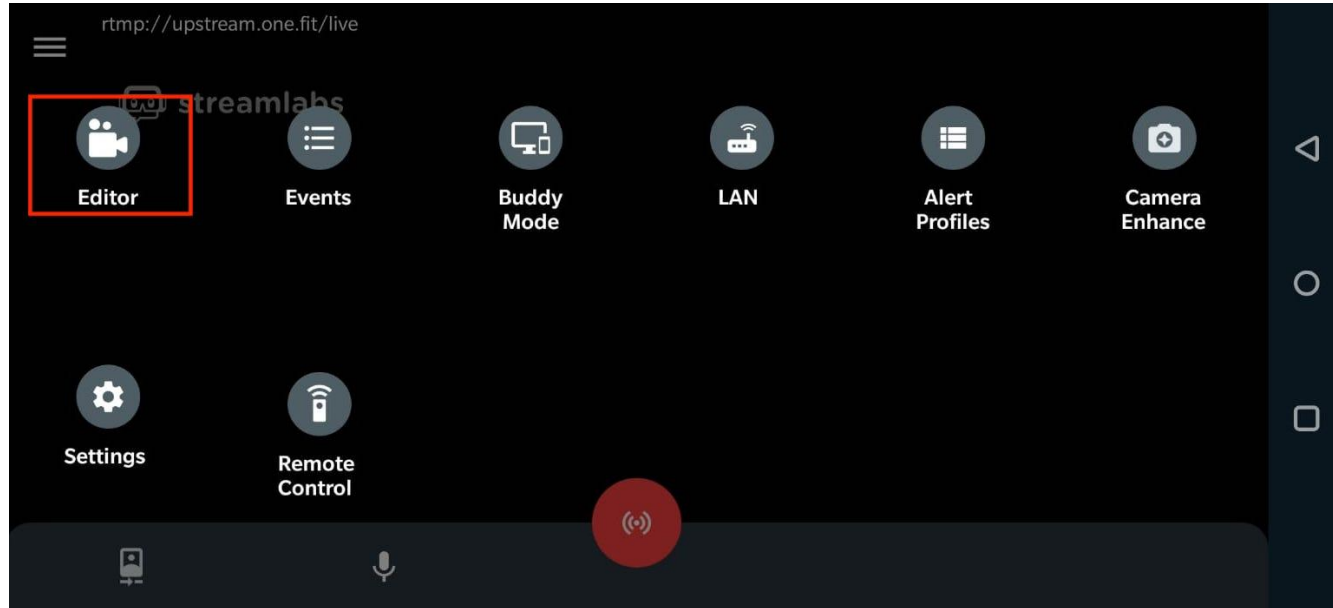 rtmp://upstream.one.fit/live
streamlabs
Editor
Events
Buddy
Mode
LAN
Alert
Profiles
Camera
Enhance
Settings
Remote
Control